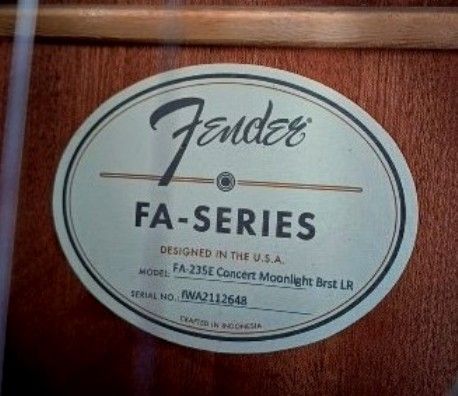 Fender®
FA-SERIES
DESIGNED IN THE U.S.A.
MODEL: FA-235E Concert Moonlight Brst LR
SERIAL NO.: IWA2112648
CRAFTED IN INDONESIA